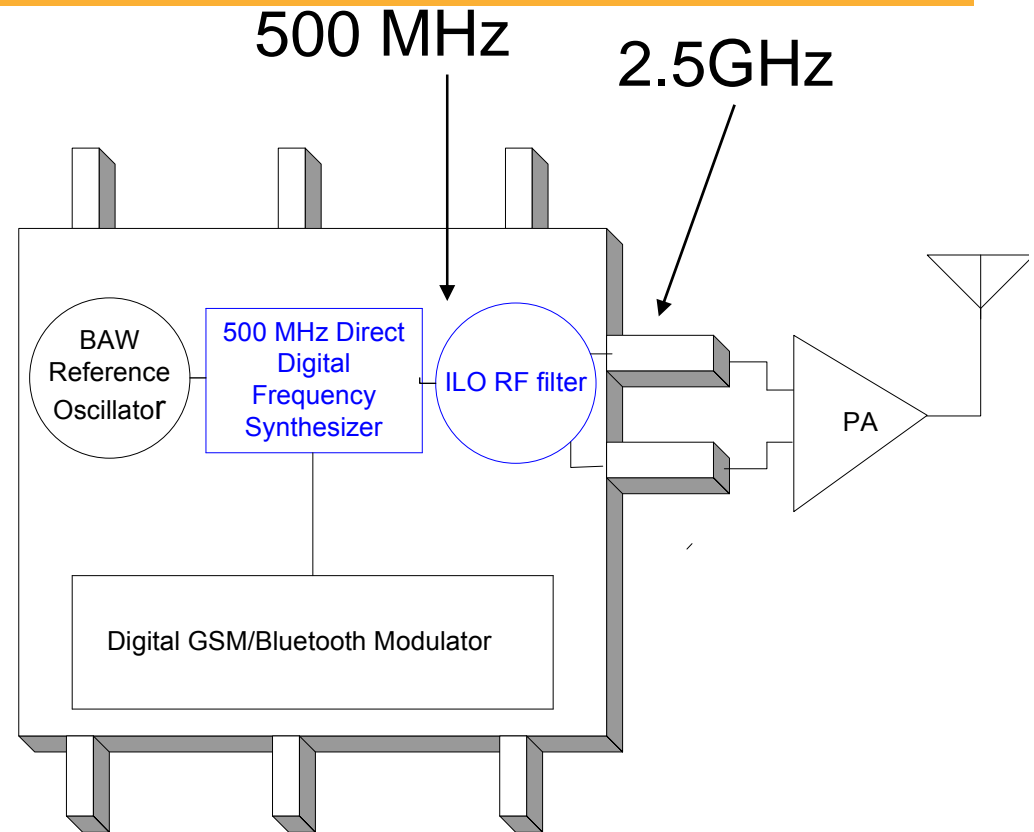 500 MHz
2.5GHz
BAW
Reference
Oscillator
500 MHz Direct
Digital
Frequency
Synthesizer
ILO RF filter
PA
Digital GSM/Bluetooth Modulator